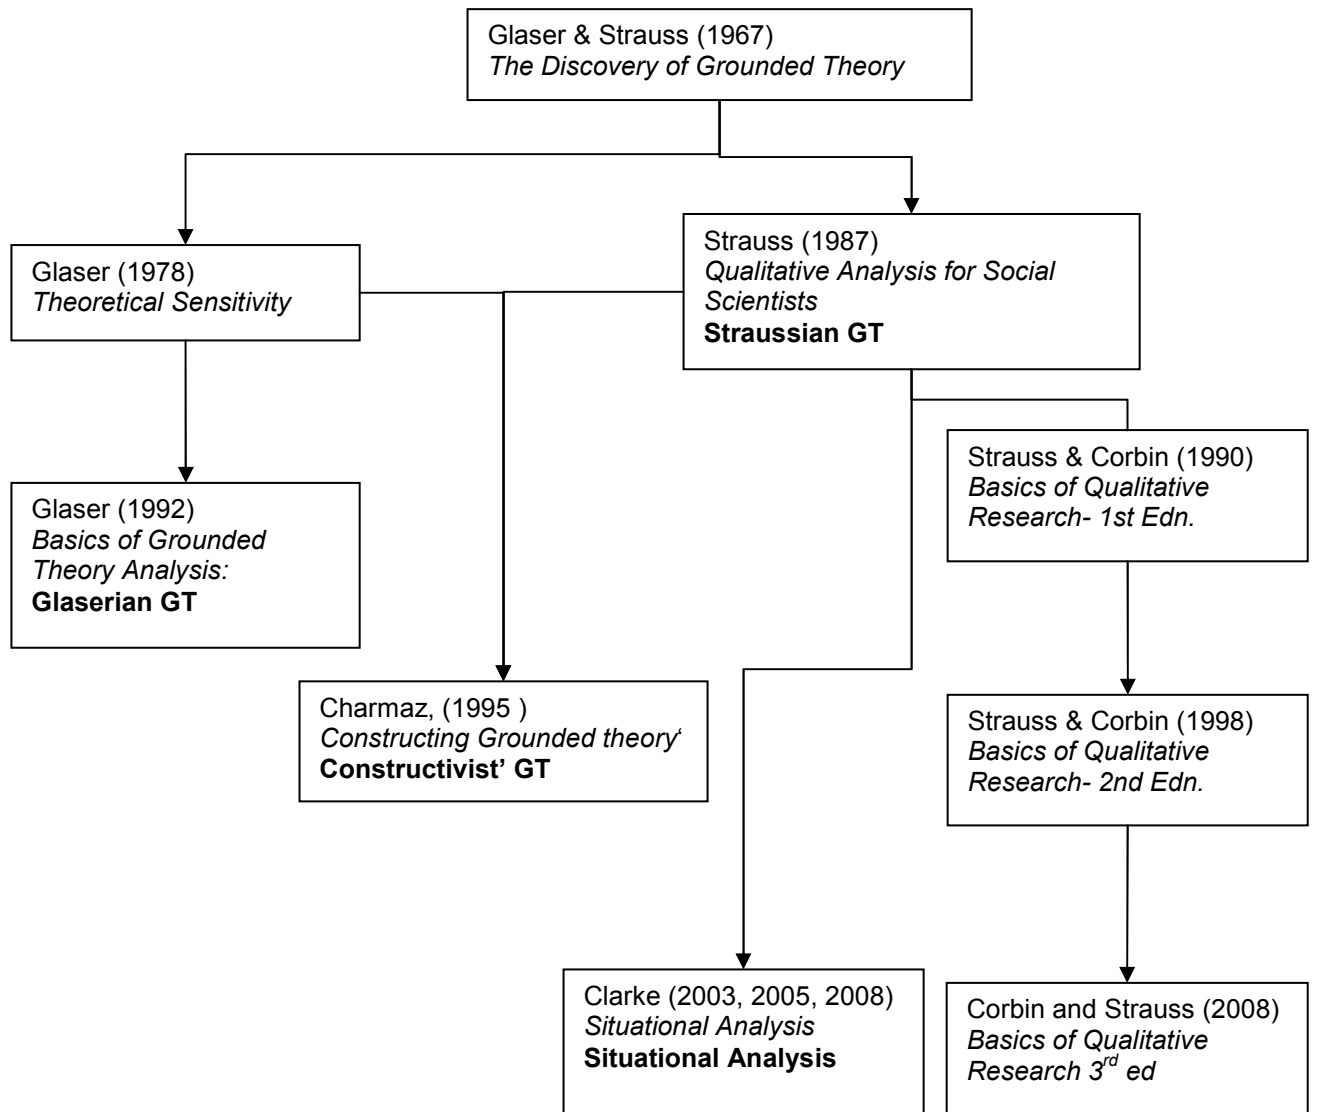 Glaser & Strauss (1967)
The Discovery of Grounded Theory
Glaser (1978)
Theoretical Sensitivity
Strauss (1987)
Qualitative Analysis for Social
Scientists
Straussian GT
Glaser (1992)
Basics of Grounded
Theory Analysis:
Glaserian GT
Strauss & Corbin (1990)
Basics of Qualitative
Research- 1st Edn.
Charmaz, (1995 )
Constructing Grounded theory‘
Constructivist’ GT
Strauss & Corbin (1998)
Basics of Qualitative
Research- 2nd Edn.
Clarke (2003, 2005, 2008)
Situational Analysis
Situational Analysis
Corbin and Strauss (2008)
Basics of Qualitative
Research 3rd ed